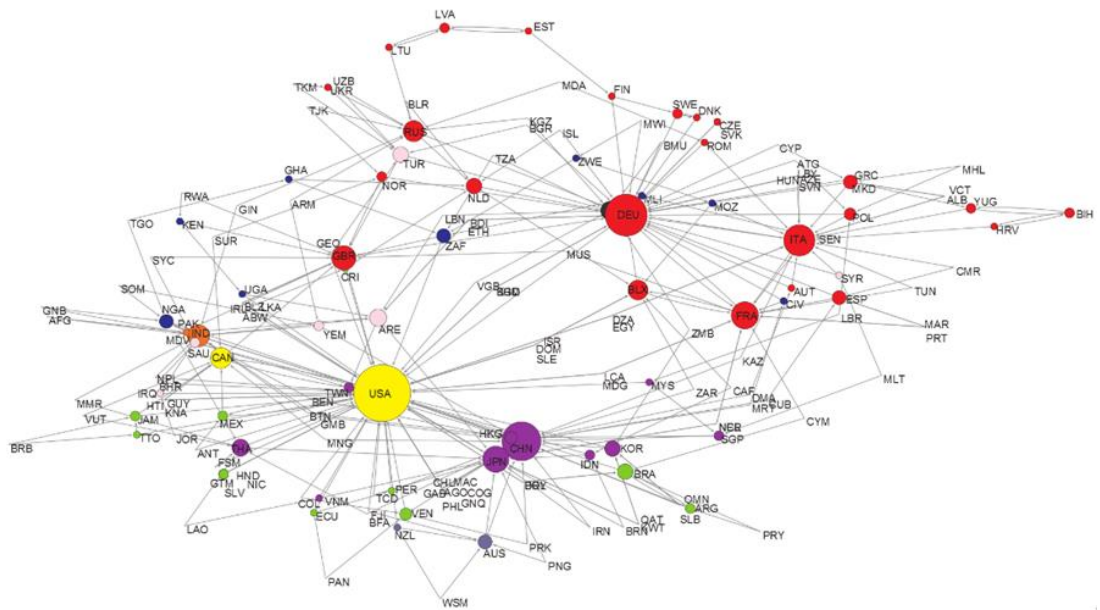 LVA
EST
LTU
UZB
TKM
UKR
MDA
FIN
BLR
SWE
DNK
TJK
CZE
SVK
RUS
KGZ
BGR
ISL
MWI
BMU
ROM
CYP
TUR
TZA
ZWE
ATG
LBY
HUN
AZE
SVN
GRC
MKD
MHL
GHA
NOR
NLD
MLI
MOZ
VCT
ALB
YUG
RWA
GIN
ARM
DEU
POL
BIH
TGO
KEN
SUR
LBN
BDI
ETH
ZAF
HRV
GEO
ITA
SEN
SYC
GBR
CRI
MUS
SYR
CMR
SOM
UGA
VGB
BLX
AUT
CIV
ESP
TUN
IRL
BLZ
LKA
ABW
GNB
AFG
NGA
PAK
IND
MDV
SAU
YEM
ARE
DZA
EGY
FRA
LBR
MAR
PRT
ZMB
CAN
ISR
DOM
SLE
KAZ
NPL
BHR
IRQ
HTI
GUY
KNA
TWN
BEN
USA
LCA
MDG
MYS
ZAR
CAF
DMA
MRT
CUB
MLT
MMR
VUT
JAM
MEX
BTN
GMB
CYM
BRB
TTO
JOR
ANT
THA
MNG
HKG
CHN
KOR
SGP
FSM
JPN
IDN
GTM
HND
NIC
SLV
CHL
MAC
GAB
AGO
COG
GNQ
PHL
BRA
COL
VNM
ECU
TCD
PER
VEN
OMN
ARG
SLB
LAO
FJI
BFA
NZL
IRN
QAT
KWT
BRN
PRY
AUS
PRK
PNG
PAN
WSM